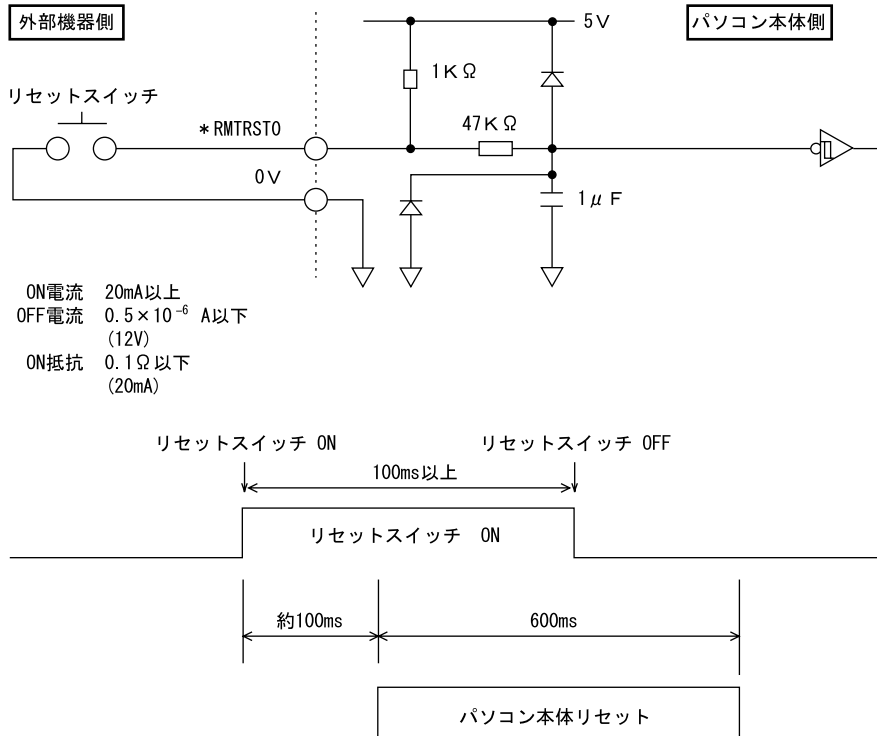 外部機器側
パソコン本体側
5V
1KΩ
リセットスイッチ
*RMTRST0
47KΩ
0V
1μF
ON電流 20mA以上
OFF電流 0.5×10⁻⁶ A以下
(12V)
ON抵抗 0.1Ω以下
(20mA)
リセットスイッチ ON
リセットスイッチ OFF
100ms以上
リセットスイッチ ON
約100ms
600ms
パソコン本体リセット